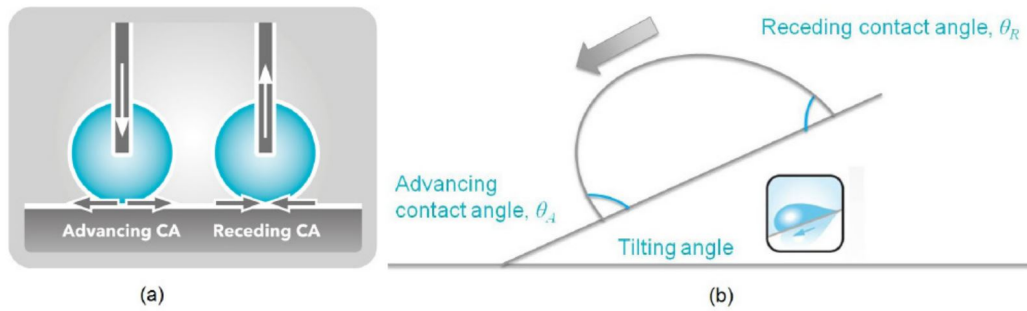 Advancing CA
Receding CA
(a)
Receding contact angle, θR
Advancing
contact angle, θA
Tilting angle
(b)